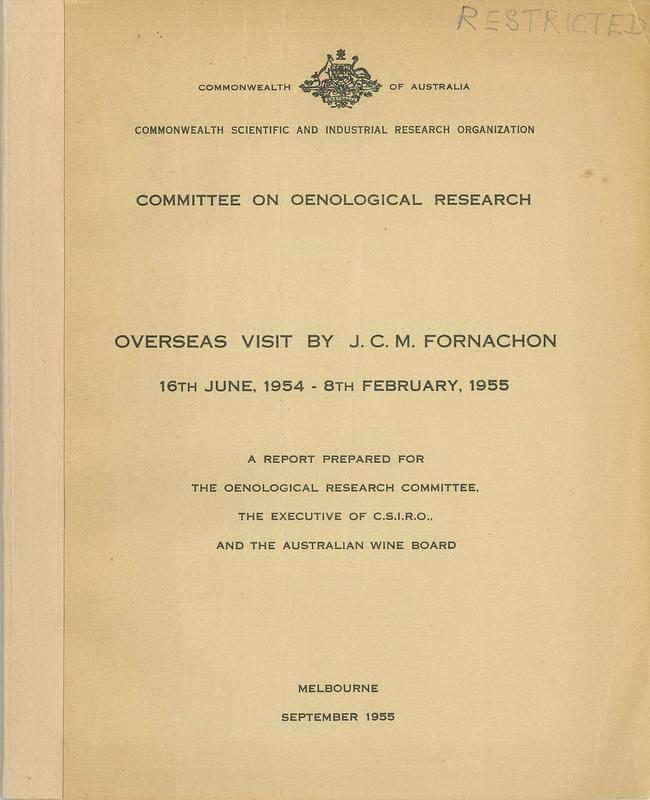 RESTRICTED
COMMONWEALTH OF AUSTRALIA
COMMONWEALTH SCIENTIFIC AND INDUSTRIAL RESEARCH ORGANIZATION
COMMITTEE ON OENOLOGICAL RESEARCH
OVERSEAS VISIT BY J. C. M. FORNACHON
16TH JUNE, 1954 - 8TH FEBRUARY, 1955
A REPORT PREPARED FOR
THE OENOLOGICAL RESEARCH COMMITTEE,
THE EXECUTIVE OF C.S.I.R.O.,
AND THE AUSTRALIAN WINE BOARD
MELBOURNE
SEPTEMBER 1955